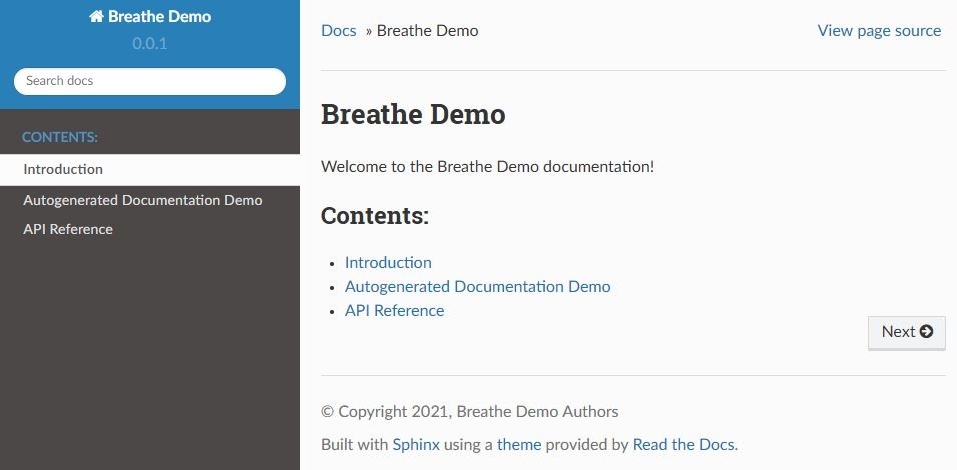 Breathe Demo
0.0.1
Search docs
CONTENTS:
Introduction
Autogenerated Documentation Demo
API Reference
Docs » Breathe Demo
View page source
Breathe Demo
Welcome to the Breathe Demo documentation!
Contents:
• Introduction
• Autogenerated Documentation Demo
• API Reference
Next
© Copyright 2021, Breathe Demo Authors
Built with Sphinx using a theme provided by Read the Docs.